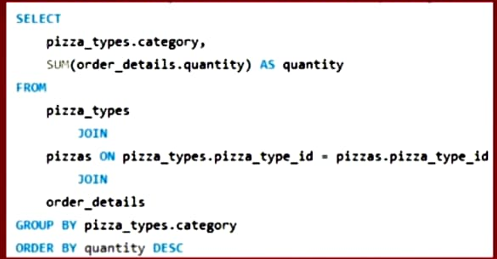 SELECT
pizza_types.category,
SUM(order_details.quantity) AS quantity
FROM
pizza_types
JOIN
pizzas ON pizza_types.pizza_type_id = pizzas.pizza_type_id
JOIN
order_details
GROUP BY pizza_types.category
ORDER BY quantity DESC